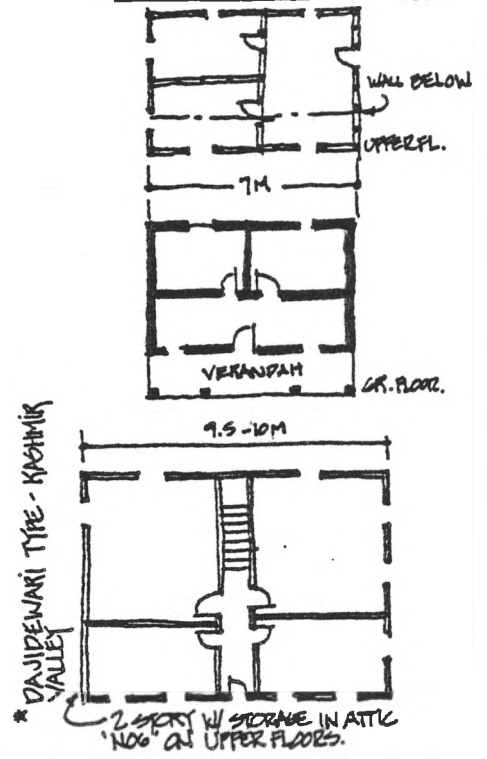 WALL BELOW
UPPER FL.
7M
VERANDAH
GR. FLOOR.
9.5-10M
* DAJIDEWARI TYPE - KASHMIR
VALLEY
2 STORY W/ STORAGE IN ATTIC
'NOG' ON UPPER FLOORS.